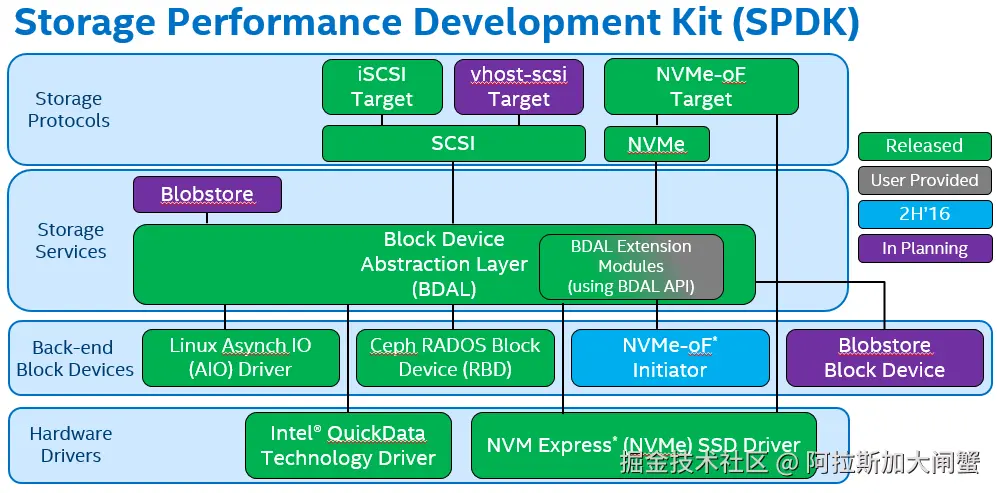 Storage Performance Development Kit (SPDK)
Storage
Protocols
iSCSI
Target
vhost-scsi
Target
NVMe-oF
Target
SCSI
NVMe
Released
User Provided
2H'16
In Planning
Storage
Services
Blobstore
Block Device
Abstraction Layer
(BDAL)
BDAL Extension
Modules
(using BDAL API)
Back-end
Block Devices
Linux Asynch IO
(AIO) Driver
Ceph RADOS Block
Device (RBD)
NVMe-oF*
Initiator
Blobstore
Block Device
Hardware
Drivers
Intel® QuickData
Technology Driver
NVM Express* (NVMe) SSD Driver
掘金技术社区 @ 阿拉斯加大闸蟹